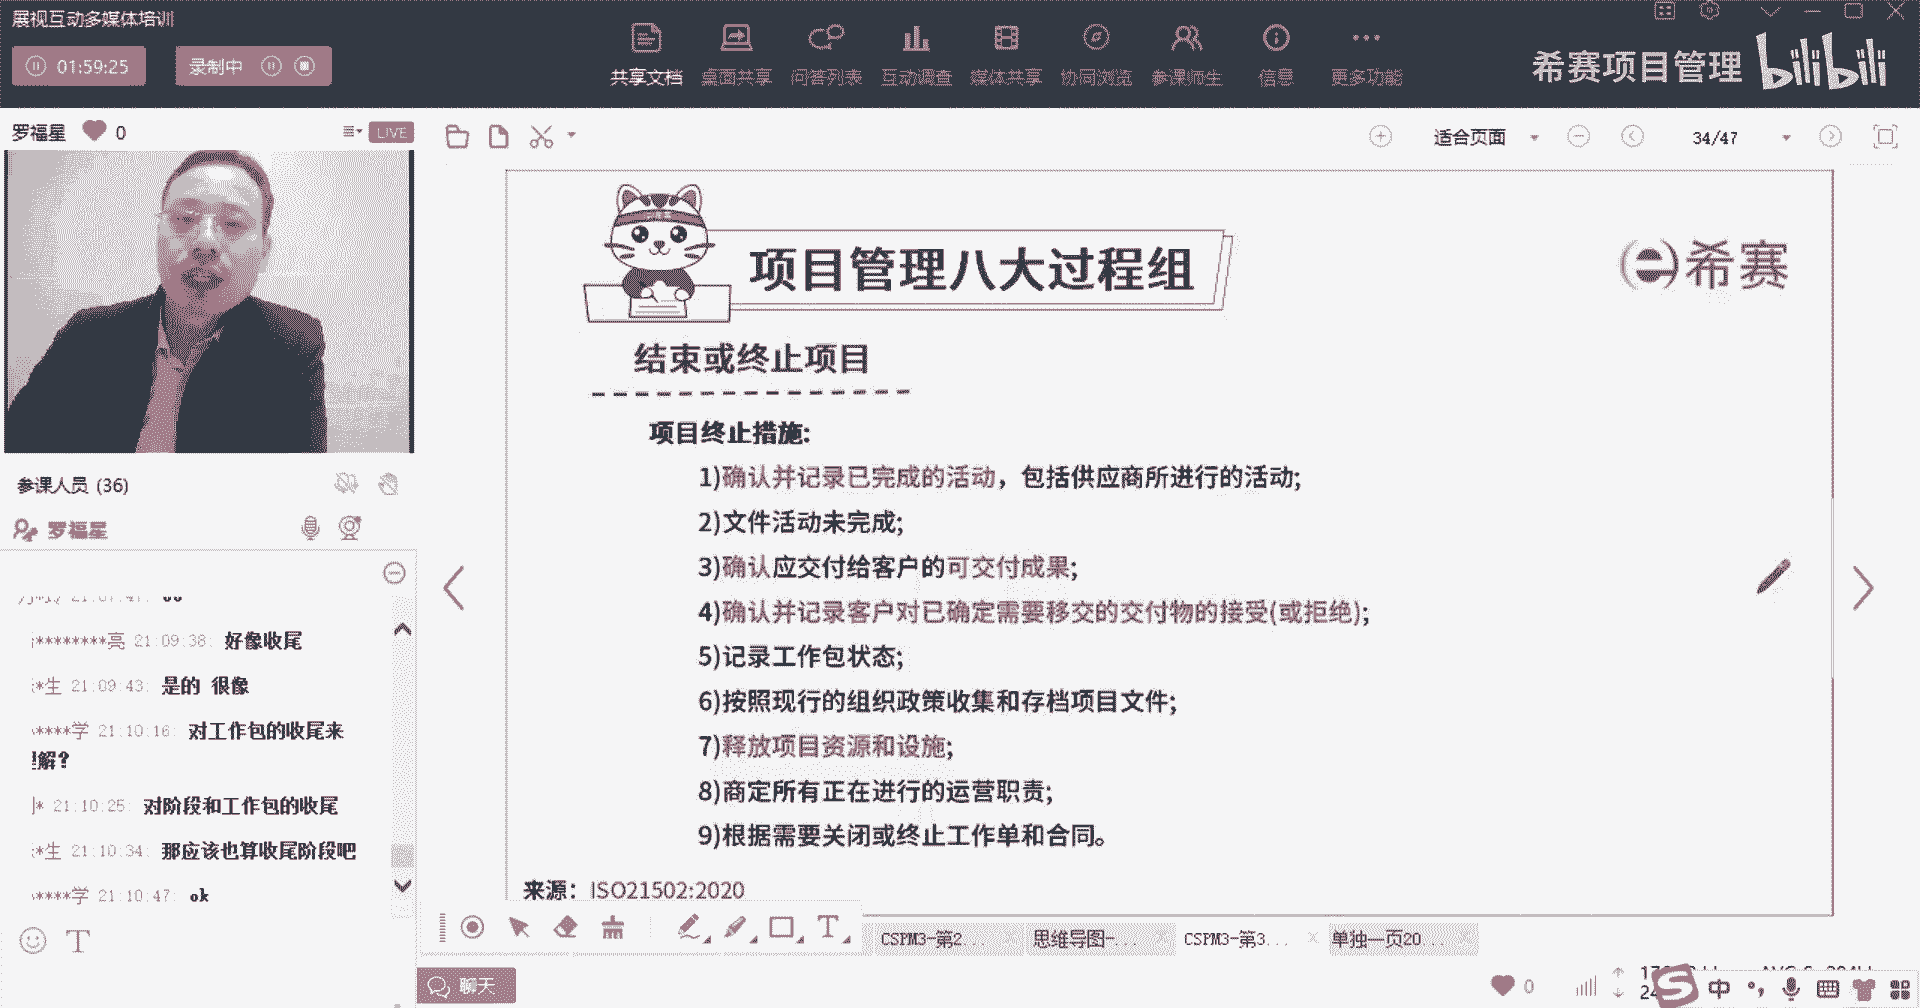 展视互动多媒体培训
01:59:25
录制中
共享文档 桌面共享 问答列表 互动调查 媒体共享 协同浏览 参课师生 信息 更多功能
希赛项目管理 bilibili
罗福星 0
LIVE
适合页面
34/47
项目管理八大过程组
希赛
结束或终止项目
项目终止措施:
1)确认并记录已完成的活动，包括供应商所进行的活动;
2)文件活动未完成;
3)确认应交付给客户的可交付成果;
4)确认并记录客户对已确定需要移交的交付物的接受(或拒绝);
5)记录工作包状态;
6)按照现行的组织政策收集和存档项目文件;
7)释放项目资源和设施;
8)商定所有正在进行的运营职责;
9)根据需要关闭或终止工作单和合同。
来源：ISO21502:2020
参课人员 (36)
罗福星
********亮 21:09:38: 好像收尾
*生 21:09:43: 是的 很像
****学 21:10:16: 对工作包的收尾来
解?
* 21:10:25: 对阶段和工作包的收尾
*生 21:10:34: 那应该也算收尾阶段吧
****学 21:10:47: ok
T
T
CSPM3-第2...
思维导图-...
CSPM3-第3...
单独一页20...
聊天
0
中